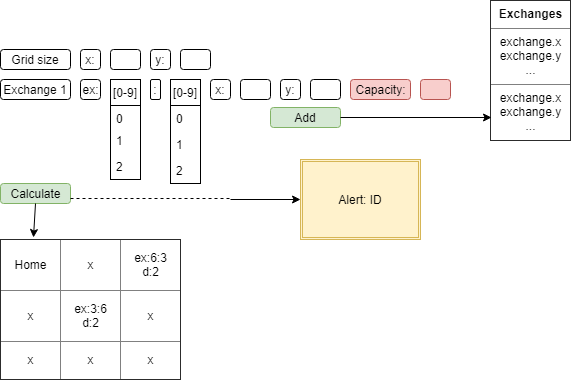 Exchanges
exchange.x
exchange.y
...
exchange.x
exchange.y
...
Grid size x: y:
Exchange 1 ex: [0-9] : [0-9] x: y: Capacity:
0 0
1 1
2 2
Add
Calculate
Alert: ID
Home x ex:6:3
d:2
x ex:3:6
d:2 x
x x x